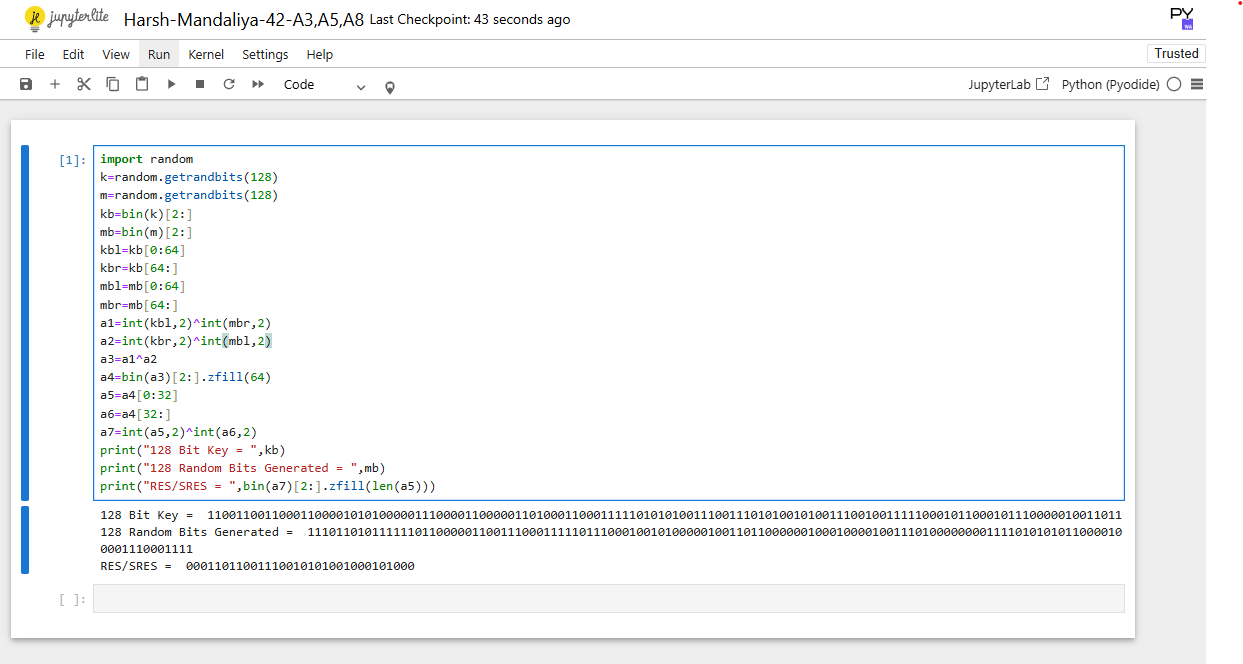 jupyterlite Harsh-Mandaliya-42-A3,A5,A8 Last Checkpoint: 43 seconds ago
PY
File Edit View Run Kernel Settings Help Trusted
Code JupyterLab Python (Pyodide)
[1]: import random
k=random.getrandbits(128)
m=random.getrandbits(128)
kb=bin(k)[2:]
mb=bin(m)[2:]
kbl=kb[0:64]
kbr=kb[64:]
mbl=mb[0:64]
mbr=mb[64:]
a1=int(kbl,2)^int(mbr,2)
a2=int(kbr,2)^int(mbl,2)
a3=a1^a2
a4=bin(a3)[2:].zfill(64)
a5=a4[0:32]
a6=a4[32:]
a7=int(a5,2)^int(a6,2)
print("128 Bit Key = ",kb)
print("128 Random Bits Generated = ",mb)
print("RES/SRES = ",bin(a7)[2:].zfill(len(a5)))
128 Bit Key =
128 Random Bits Generated =
0001110001111
RES/SRES = 00011011001110010101001000101000
[ ]: